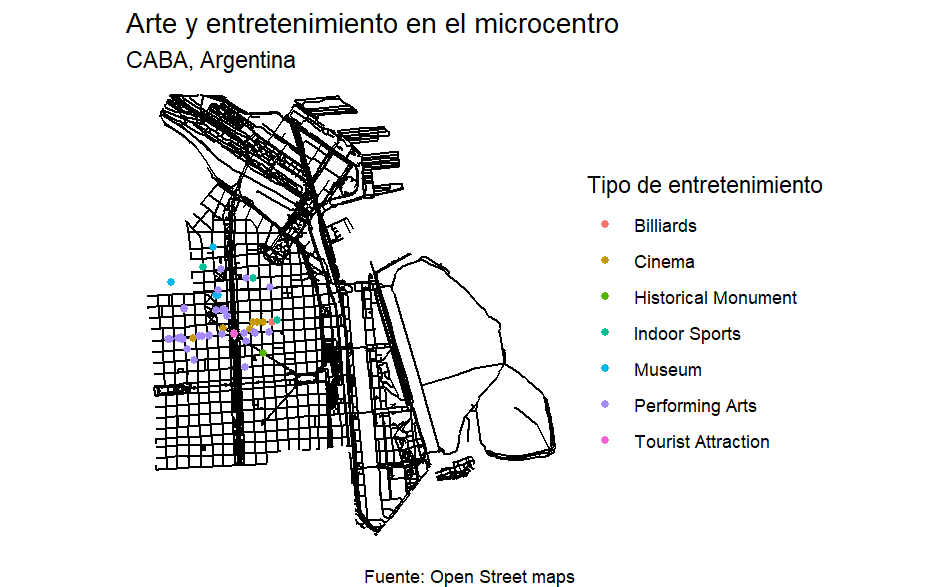 Arte y entretenimiento en el microcentro
CABA, Argentina
Tipo de entretenimiento
Billiards
Cinema
Historical Monument
Indoor Sports
Museum
Performing Arts
Tourist Attraction
Fuente: Open Street maps